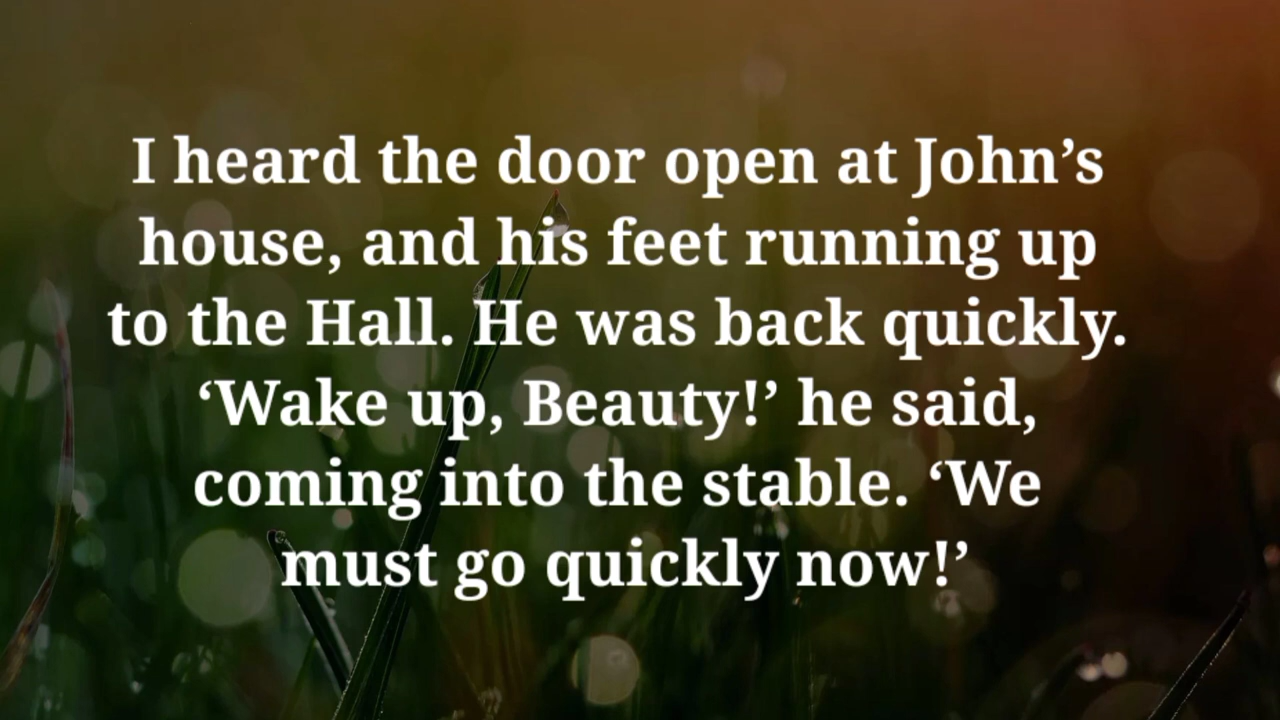 I heard the door open at John’s
house, and his feet running up
to the Hall. He was back quickly.
‘Wake up, Beauty!’ he said,
coming into the stable. ‘We
must go quickly now!’